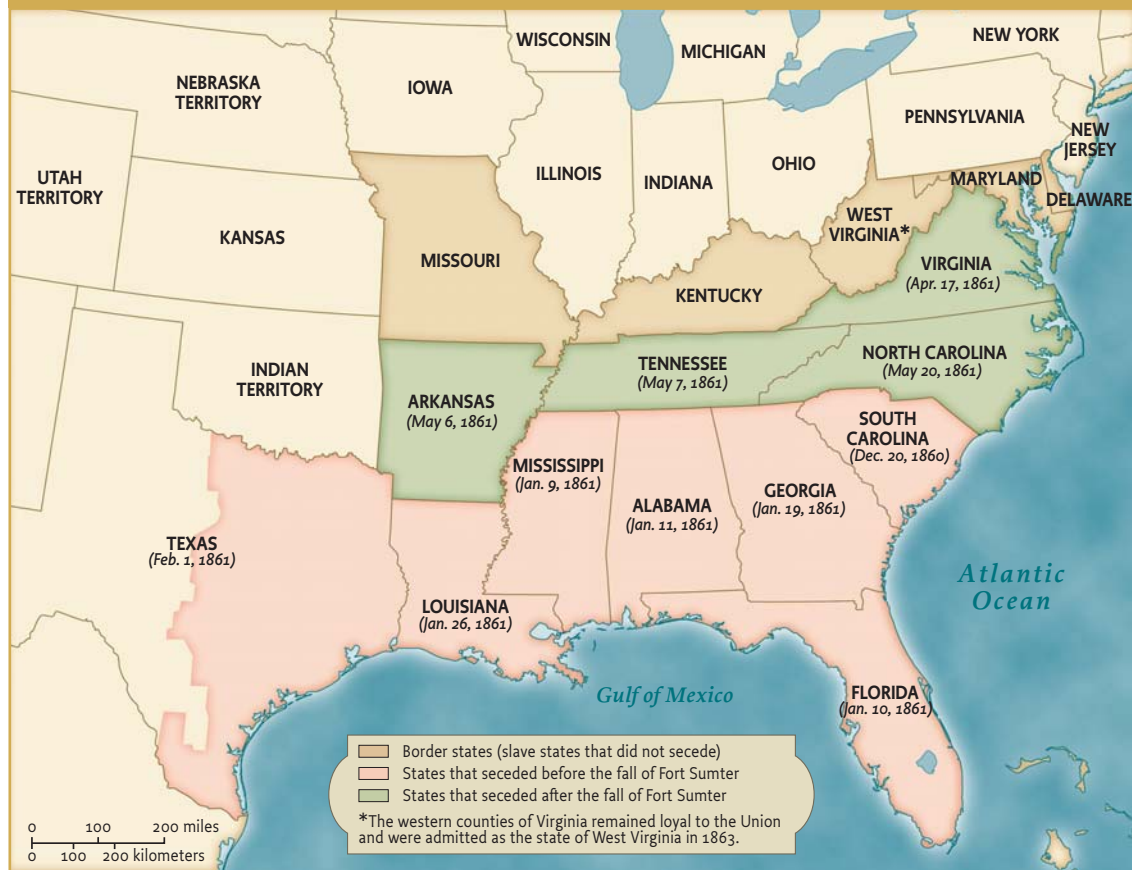 WISCONSIN
MICHIGAN
NEW YORK
NEBRASKA
TERRITORY
IOWA
PENNSYLVANIA
NEW
JERSEY
UTAH
TERRITORY
ILLINOIS
INDIANA
OHIO
MARYLAND
DELAWARE
KANSAS
MISSOURI
WEST
VIRGINIA*
VIRGINIA
(Apr. 17, 1861)
KENTUCKY
INDIAN
TERRITORY
ARKANSAS
(May 6, 1861)
TENNESSEE
(May 7, 1861)
NORTH CAROLINA
(May 20, 1861)
SOUTH
CAROLINA
(Dec. 20, 1860)
MISSISSIPPI
(Jan. 9, 1861)
ALABAMA
(Jan. 11, 1861)
GEORGIA
(Jan. 19, 1861)
TEXAS
(Feb. 1, 1861)
LOUISIANA
(Jan. 26, 1861)
Atlantic
Ocean
Gulf of Mexico
FLORIDA
(Jan. 10, 1861)
Border states (slave states that did not secede)
States that seceded before the fall of Fort Sumter
States that seceded after the fall of Fort Sumter
*The western counties of Virginia remained loyal to the Union
and were admitted as the state of West Virginia in 1863.
0 100 200 miles
0 100 200 kilometers